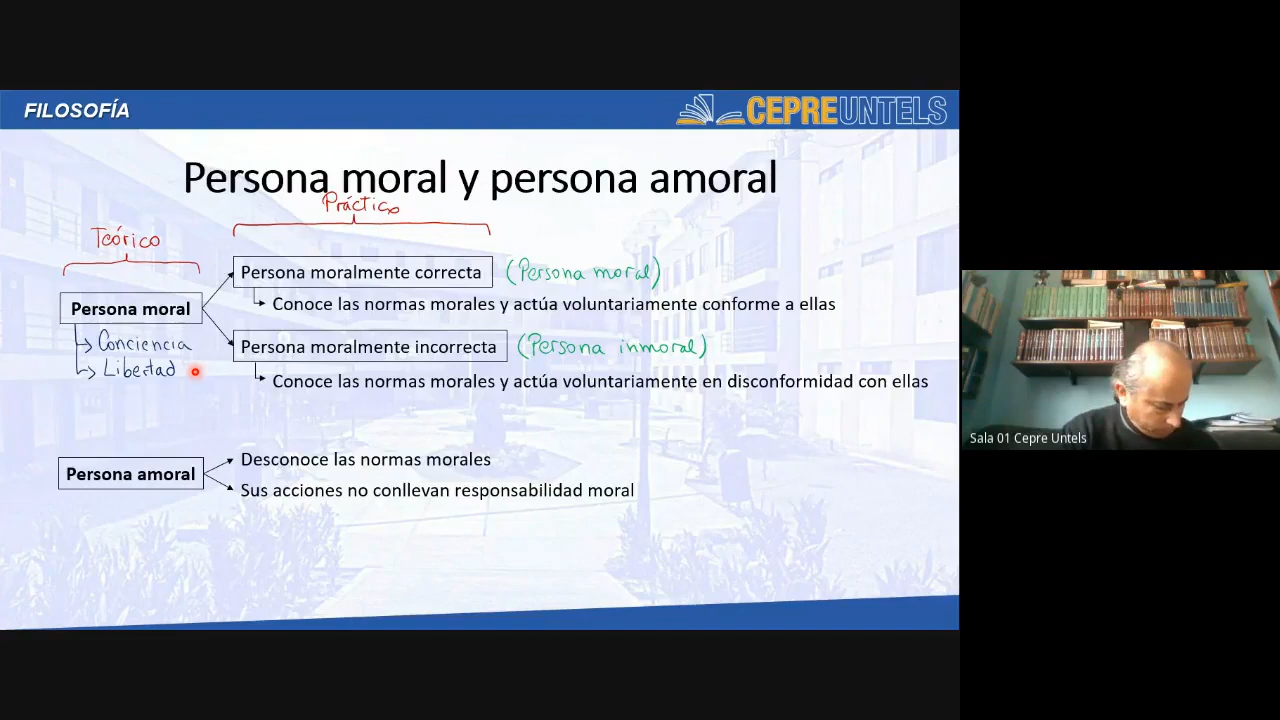 FILOSOFÍA
CEPREUNTELS
Persona moral y persona amoral
Práctico
Teórico
Persona moralmente correcta (Persona moral)
Conoce las normas morales y actúa voluntariamente conforme a ellas
Persona moral
Conciencia
Libertad
Persona moralmente incorrecta (Persona inmoral)
Conoce las normas morales y actúa voluntariamente en disconformidad con ellas
Persona amoral
Desconoce las normas morales
Sus acciones no conllevan responsabilidad moral
Sala 01 Cepre Untels